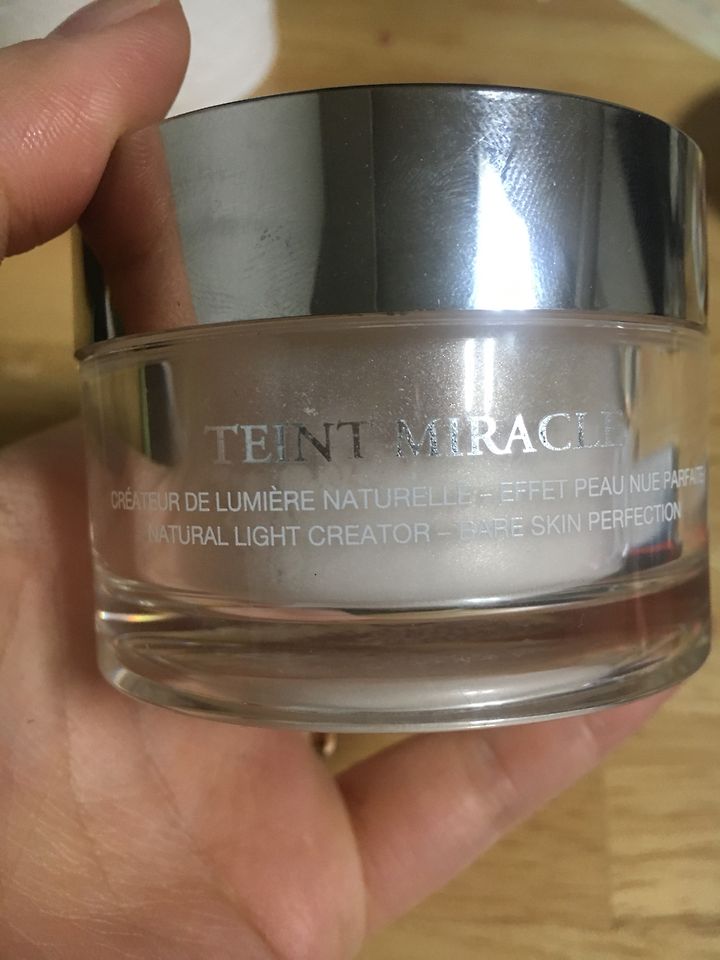 TEINT MIRACLE
CRÉATEUR DE LUMIÈRE NATURELLE – EFFET PEAU NUE PARFAITE
NATURAL LIGHT CREATOR – BARE SKIN PERFECTION